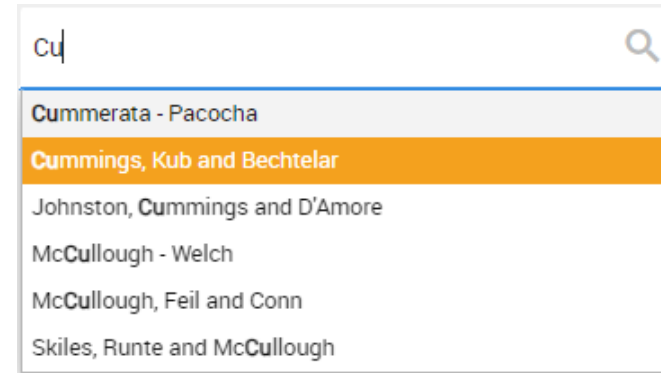 Cu
Cummerata - Pacocha
Cummings, Kub and Bechtelar
Johnston, Cummings and D'Amore
McCullough - Welch
McCullough, Feil and Conn
Skiles, Runte and McCullough